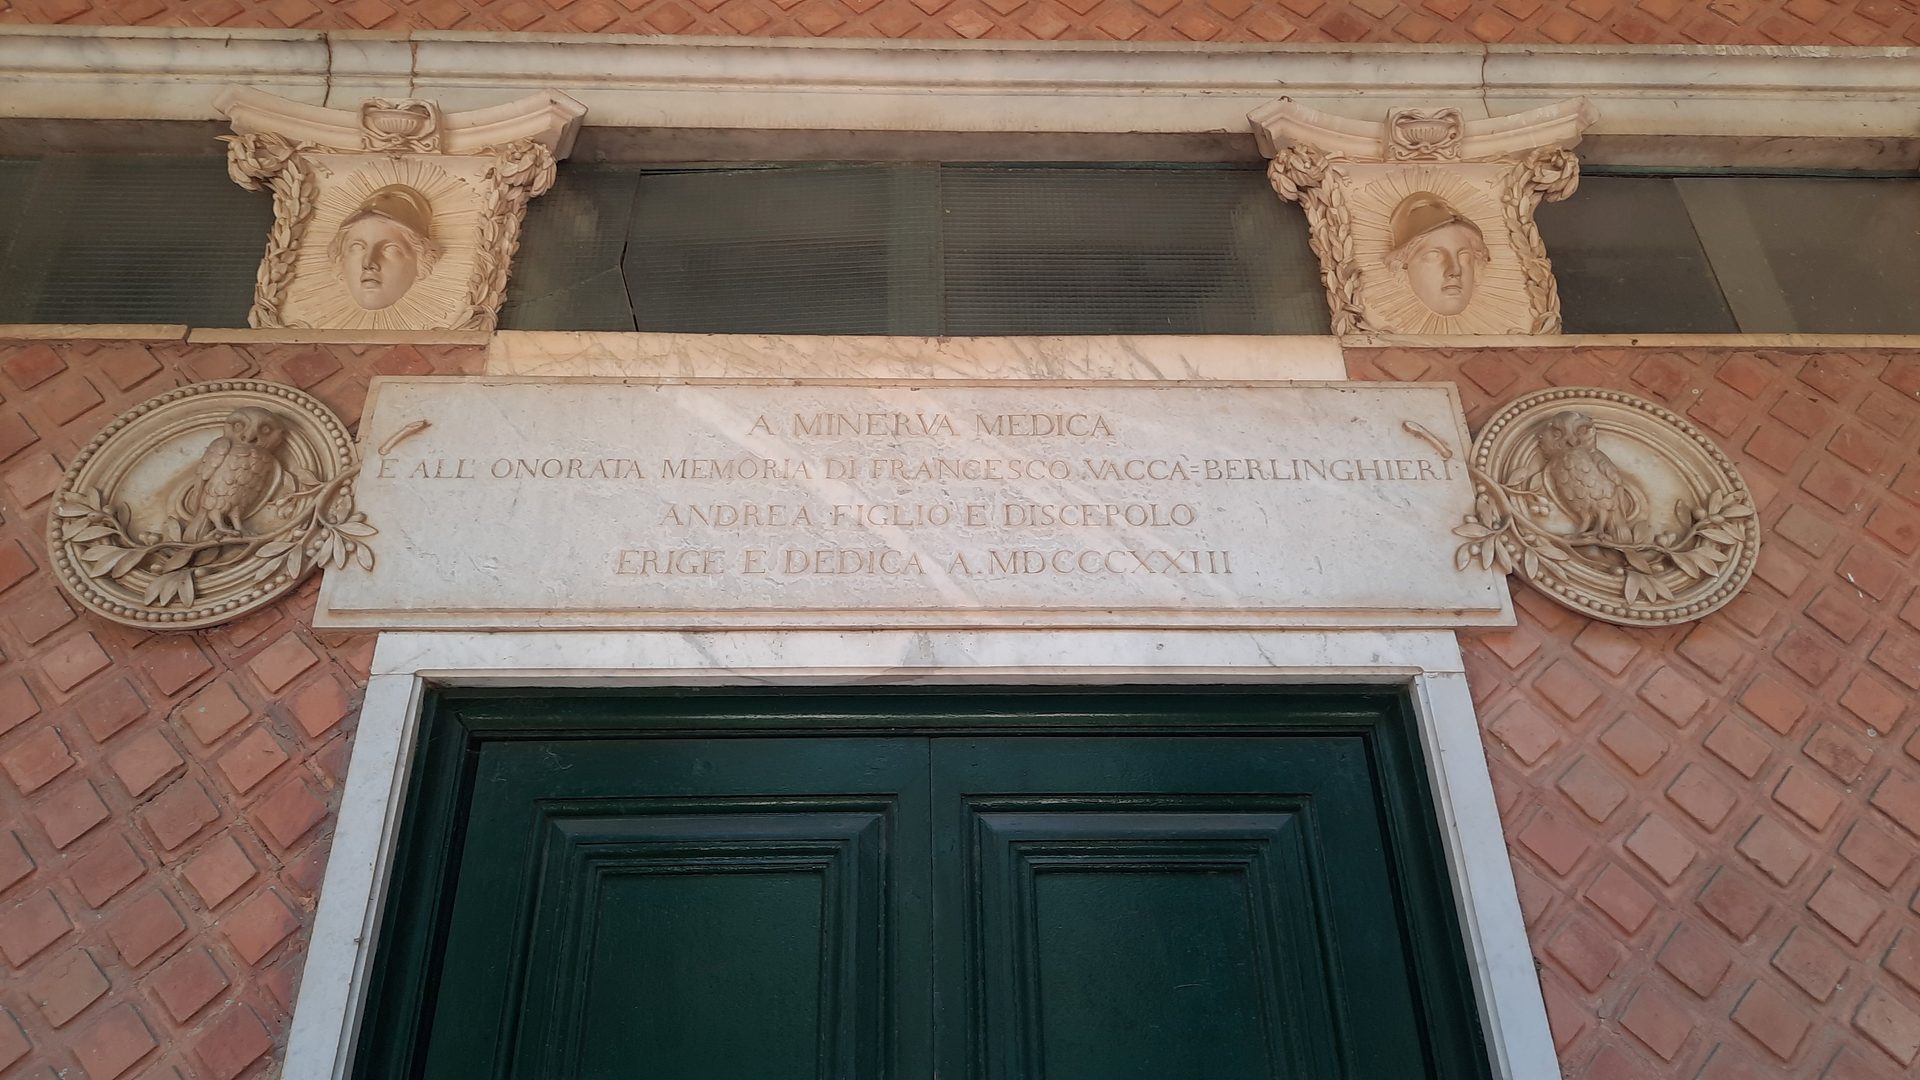 A MINERVA MEDICA
E ALL' ONORATA MEMORIA DI FRANCESCO VACCA=BERLINGHIERI
ANDREA FIGLIO E DISCEPOLO
ERIGE E DEDICA A. MDCCCXXIII